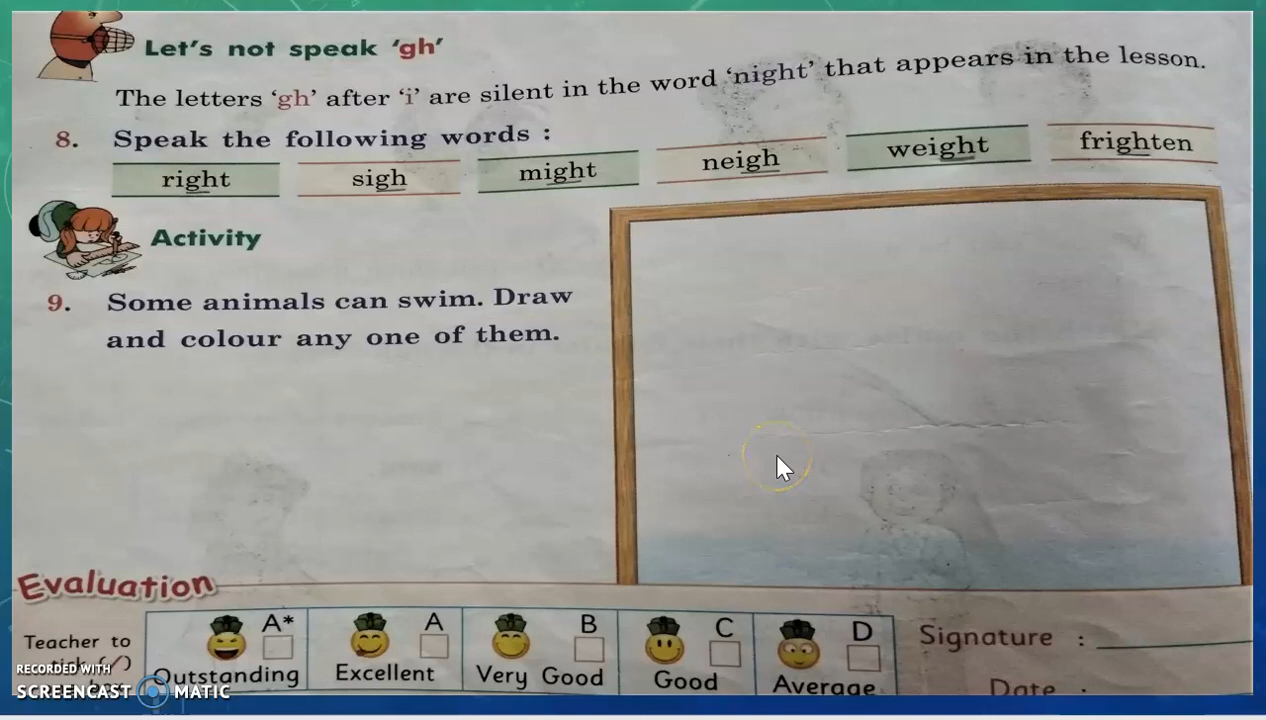 Let's not speak 'gh'
The letters 'gh' after 'i' are silent in the word 'night' that appears in the lesson.
8. Speak the following words :
right sigh might neigh weight frighten
Activity
9. Some animals can swim. Draw
and colour any one of them.
Evaluation
A* A B C D
Teacher to
Outstanding Excellent Very Good Good Average
Signature :
Date :
RECORDED WITH
SCREENCAST MATIC